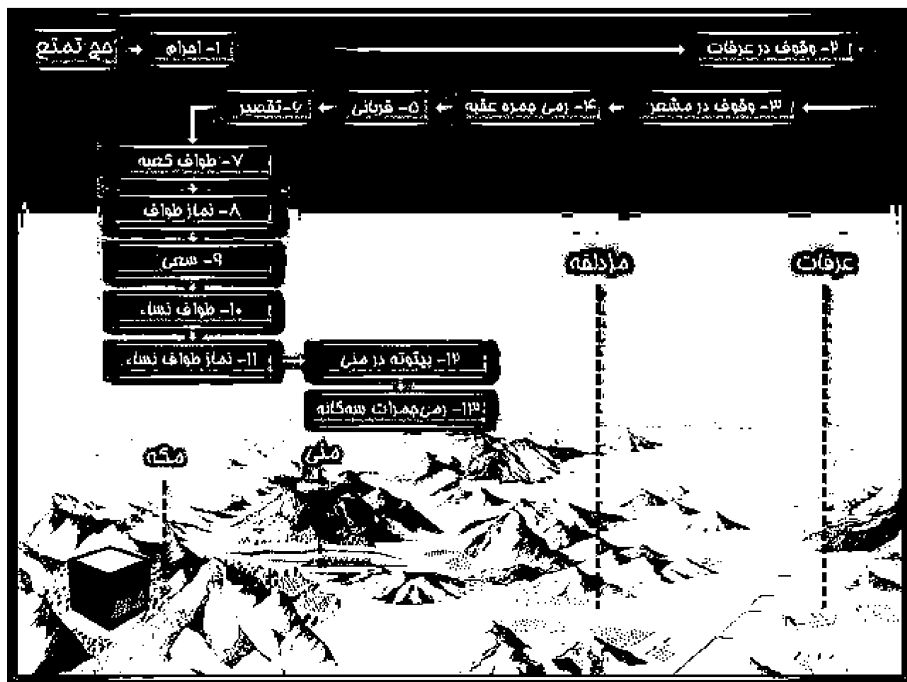 حج تمتع
۱- احرام
۲- وقوف در عرفات
۳- وقوف در مشعر
۴- رمی جمره عقبه
۵- قربانی
۶-تقصیر
۷- طواف کعبه
۸- نماز طواف
۹- سعی
۱۰- طواف نساء
۱۱- نماز طواف نساء
۱۲- بیتوته در منی
۱۳- رمی‌جمرات سه‌گانه
عرفات
مزدلفه
منی
مکه